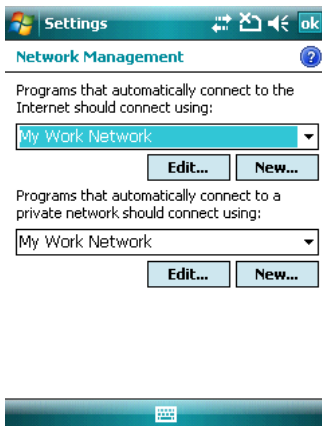 Settings
ok
Network Management
?
Programs that automatically connect to the
Internet should connect using:
My Work Network
Edit...
New...
Programs that automatically connect to a
private network should connect using:
My Work Network
Edit...
New...